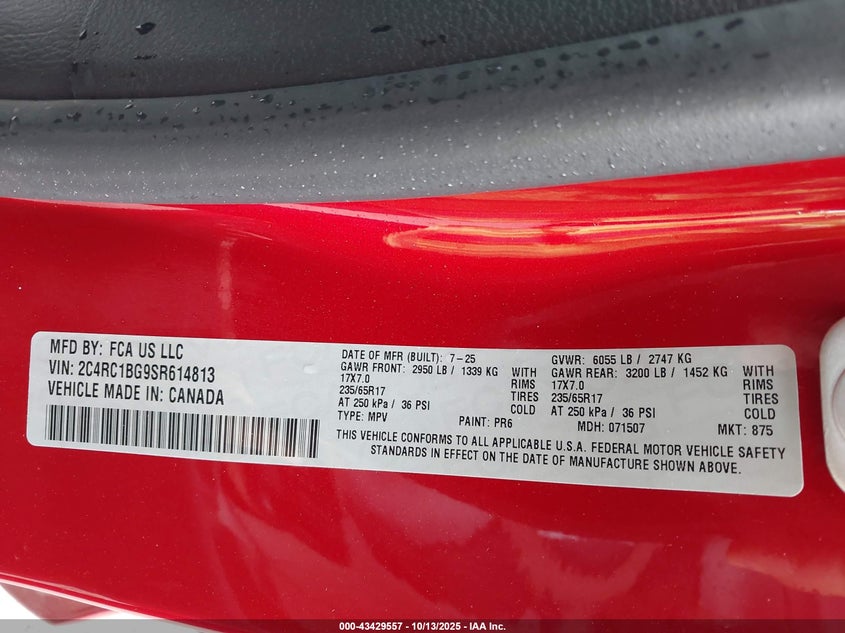 MFD BY: FCA US LLC
VIN: 2C4RC1BG9SR614813
VEHICLE MADE IN: CANADA
DATE OF MFR (BUILT): 7-25
GAWR FRONT: 2950 LB / 1339 KG WITH
17X7.0 RIMS
235/65R17 TIRES
AT 250 kPa / 36 PSI COLD
TYPE: MPV PAINT: PR6
GVWR: 6055 LB / 2747 KG
GAWR REAR: 3200 LB / 1452 KG WITH
17X7.0 RIMS
235/65R17 TIRES
AT 250 kPa / 36 PSI COLD
MDH: 071507 MKT: 875
THIS VEHICLE CONFORMS TO ALL APPLICABLE U.S.A. FEDERAL MOTOR VEHICLE SAFETY
STANDARDS IN EFFECT ON THE DATE OF MANUFACTURE SHOWN ABOVE.
000-43429557 - 10/13/2025 - IAA Inc.